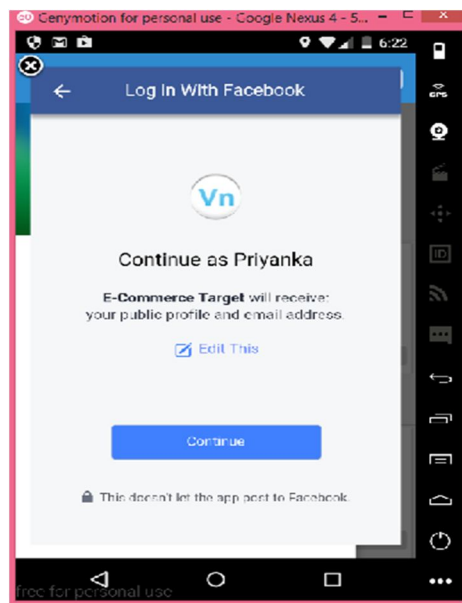 Genymotion for personal use - Google Nexus 4 - 5...
6:22
Log In With Facebook
Vn
Continue as Priyanka
E-Commerce Target will receive:
your public profile and email address.
Edit This
Continue
This doesn't let the app post to Facebook.
free for personal use
GPS
ID